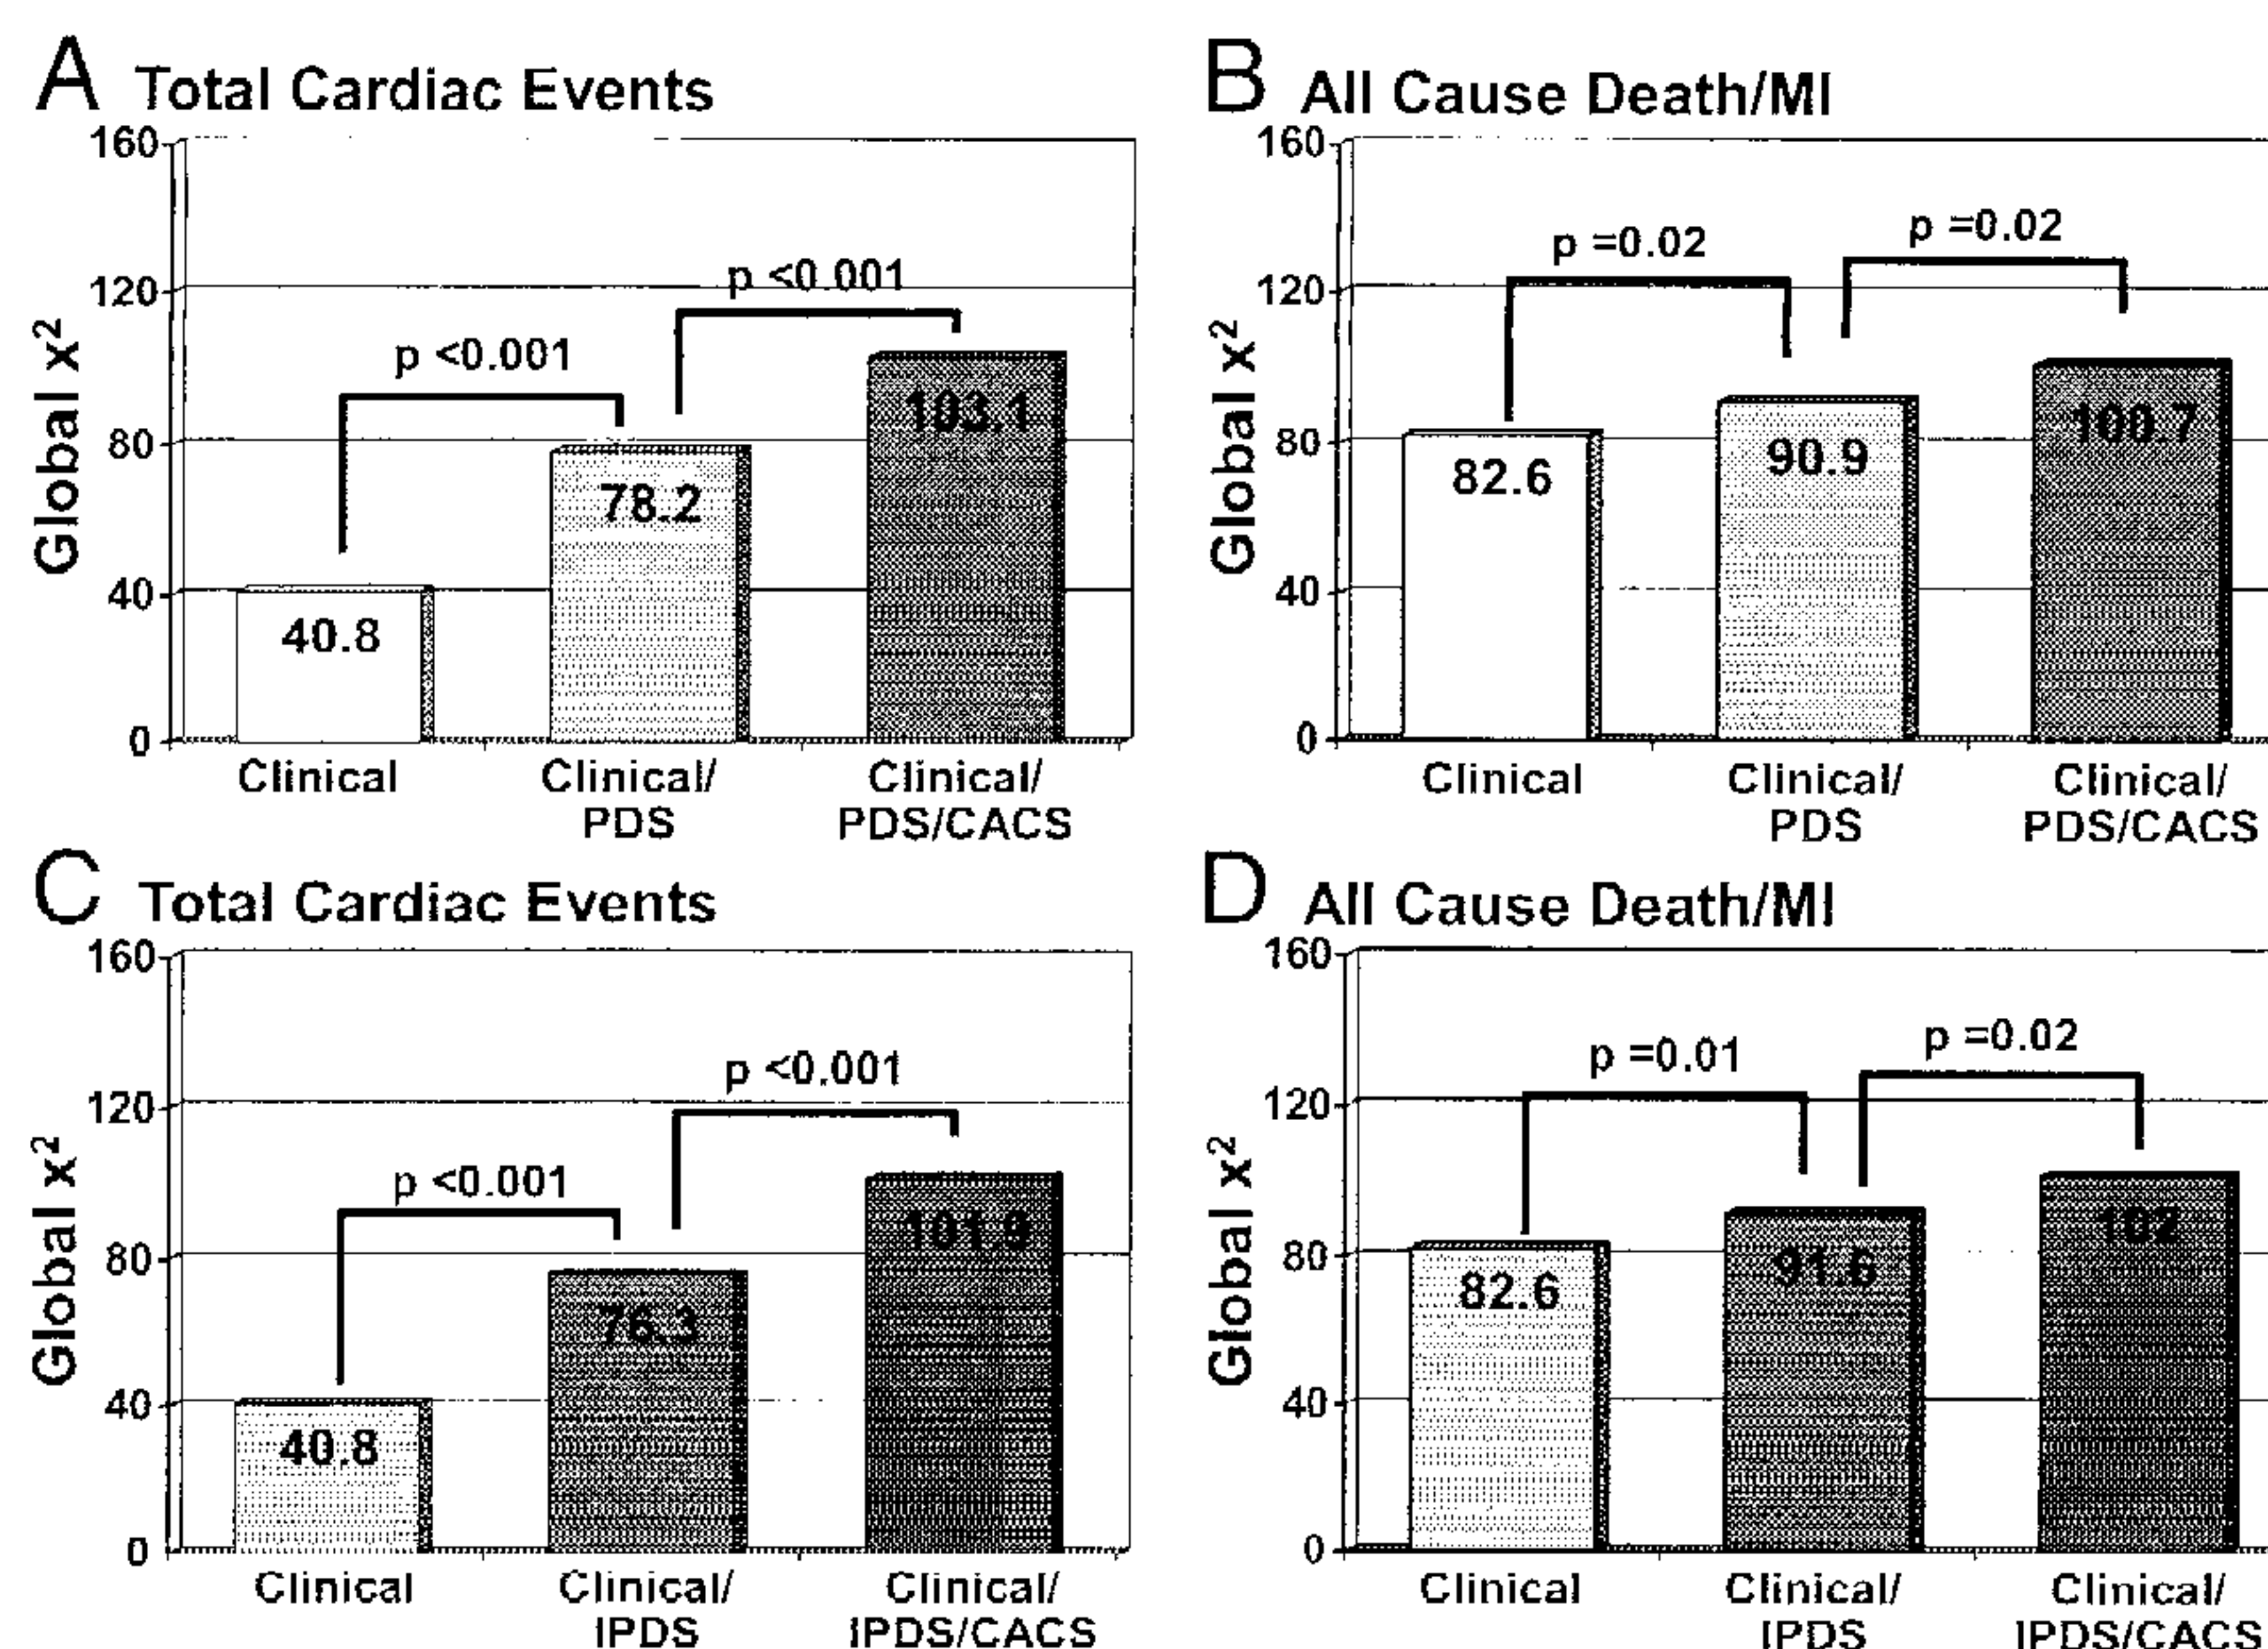 A Total Cardiac Events
160
120
80
40
0
Global x²
p <0.001
p <0.001
40.8
78.2
103.1
Clinical
Clinical/
PDS
Clinical/
PDS/CACS
B All Cause Death/MI
160
120
80
40
0
Global x²
p =0.02
p =0.02
82.6
90.9
100.7
Clinical
Clinical/
PDS
Clinical/
PDS/CACS
C Total Cardiac Events
160
120
80
40
0
Global x²
p <0.001
p <0.001
40.8
76.3
101.9
Clinical
Clinical/
IPDS
Clinical/
IPDS/CACS
D All Cause Death/MI
160
120
80
40
0
Global x²
p =0.01
p =0.02
82.6
91.6
102
Clinical
Clinical/
IPDS
Clinical/
IPDS/CACS